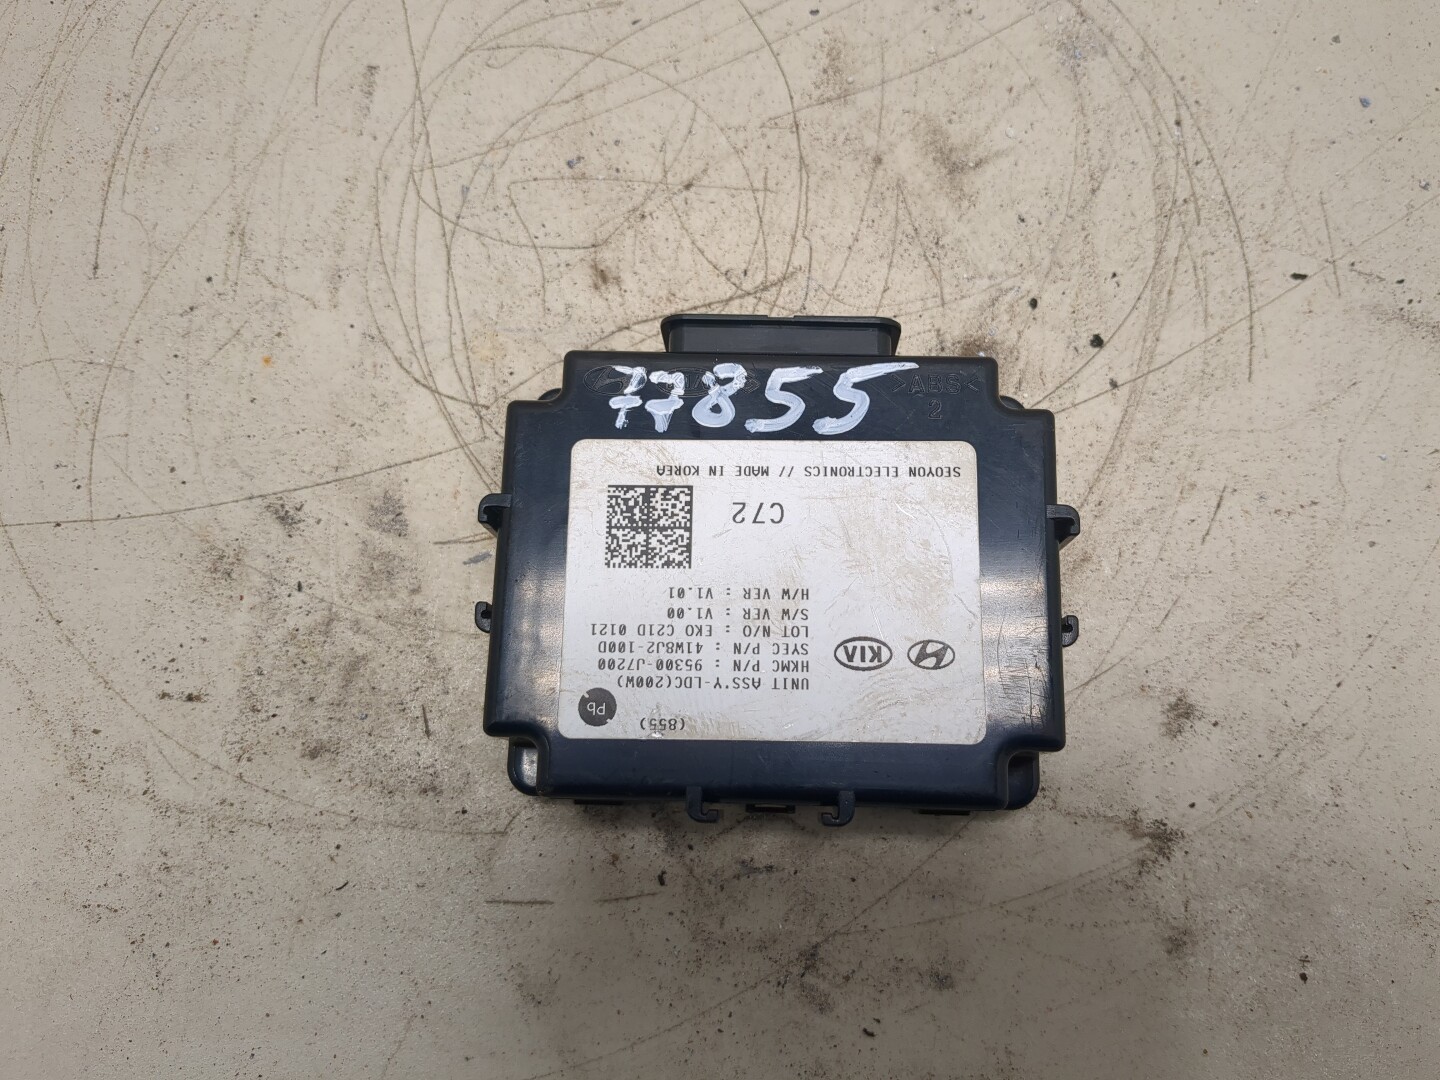 77855
>ABS<
2
(855)
Pb
UNIT ASS'Y-LDC(200W)
HKMC P/N : 95300-J7200
SYEC P/N : 41W8J2-100D
LOT N/O : EKO C21D 0121
S/W VER : V1.00
H/W VER : V1.01
KIA
C72
SEOYON ELECTRONICS // MADE IN KOREA